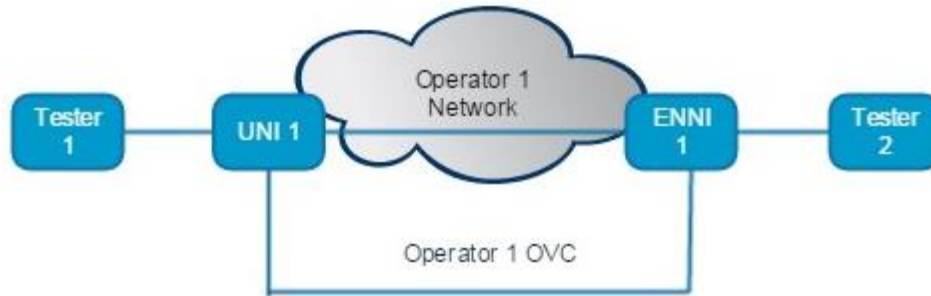 Operator 1
Network
Tester
1
UNI 1
ENNI
1
Tester
2
Operator 1 OVC